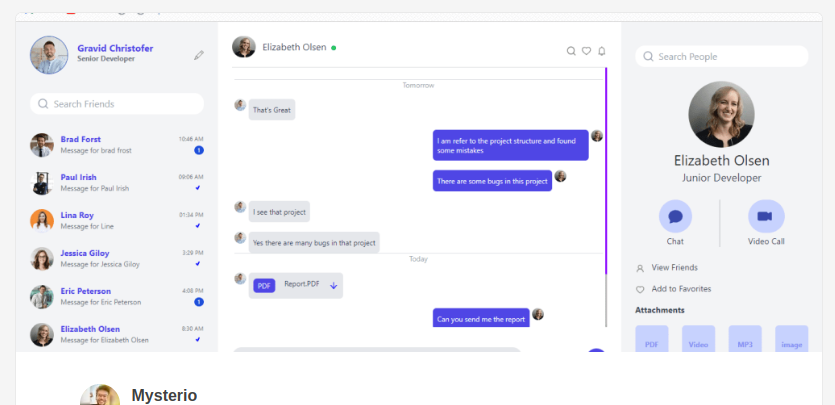 Gravid Christofer
Senior Developer
Search Friends
Brad Forst
10:46 AM
Message for brad frost
1
Paul Irish
09:06 AM
Message for Paul Irish
Lina Roy
01:34 PM
Message for Line
Jessica Giloy
3:29 PM
Message for Jessica Giloy
Eric Peterson
4:08 PM
Message for Eric Peterson
1
Elizabeth Olsen
8:30 AM
Message for Elizabeth Olsen
Elizabeth Olsen
Tomorrow
That's Great
I am refer to the project structure and found
some mistakes
There are some bugs in this project
I see that project
Yes there are many bugs in that project
Today
PDF
Report.PDF
Can you send me the report
Search People
Elizabeth Olsen
Junior Developer
Chat
Video Call
View Friends
Add to Favorites
Attachments
PDF
Video
MP3
image
Mysterio